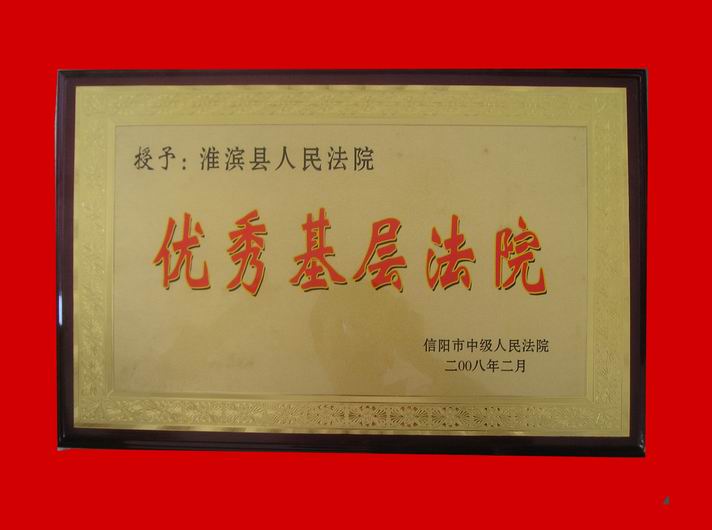 授予：淮滨县人民法院
优秀基层法院
信阳市中级人民法院
二00八年二月